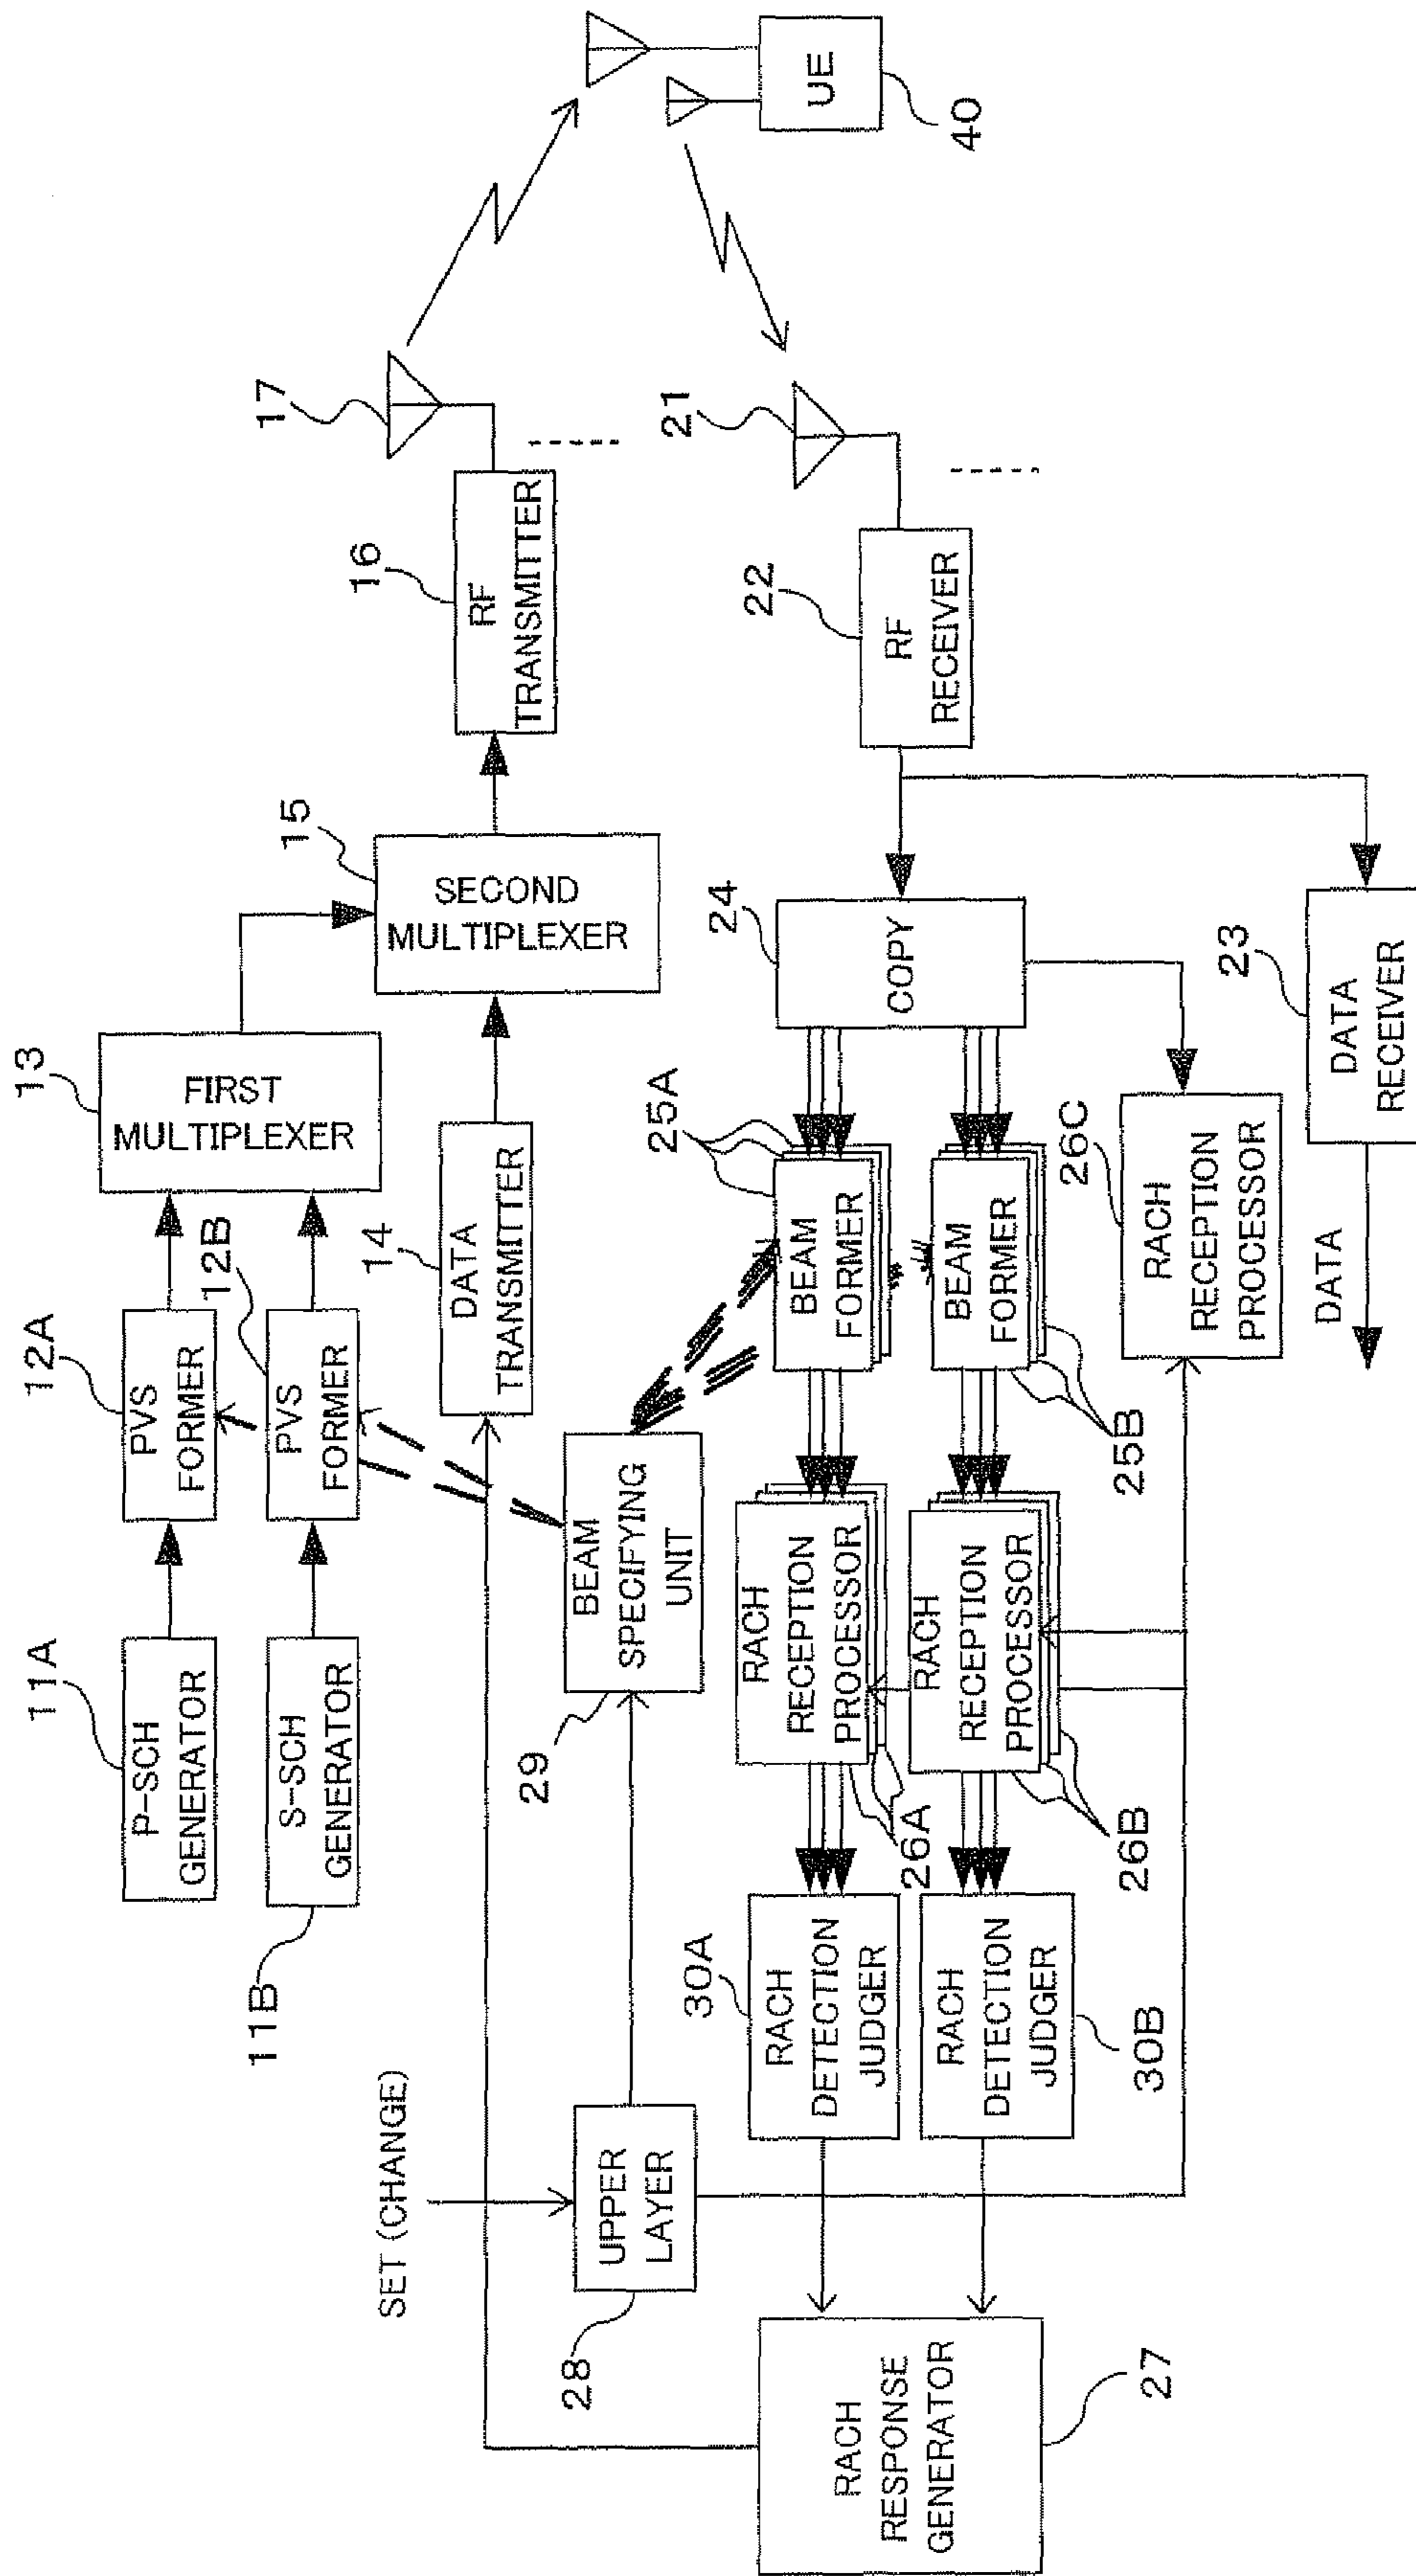 11A
P-SCH
GENERATOR
12A
PVS
FORMER
13
FIRST
MULTIPLEXER
11B
S-SCH
GENERATOR
12B
PVS
FORMER
15
SECOND
MULTIPLEXER
16
RF
TRANSMITTER
17
SET (CHANGE)
14
DATA
TRANSMITTER
28
UPPER
LAYER
29
BEAM
SPECIFYING
UNIT
UE
40
21
22
RF
RECEIVER
24
COPY
25A
BEAM
FORMER
BEAM
FORMER
25B
RACH
RECEPTION
PROCESSOR
26A
RACH
RECEPTION
PROCESSOR
26B
26C
RACH
RECEPTION
PROCESSOR
30A
RACH
DETECTION
JUDGER
RACH
DETECTION
JUDGER
30B
RACH
RESPONSE
GENERATOR
27
23
DATA
RECEIVER
DATA